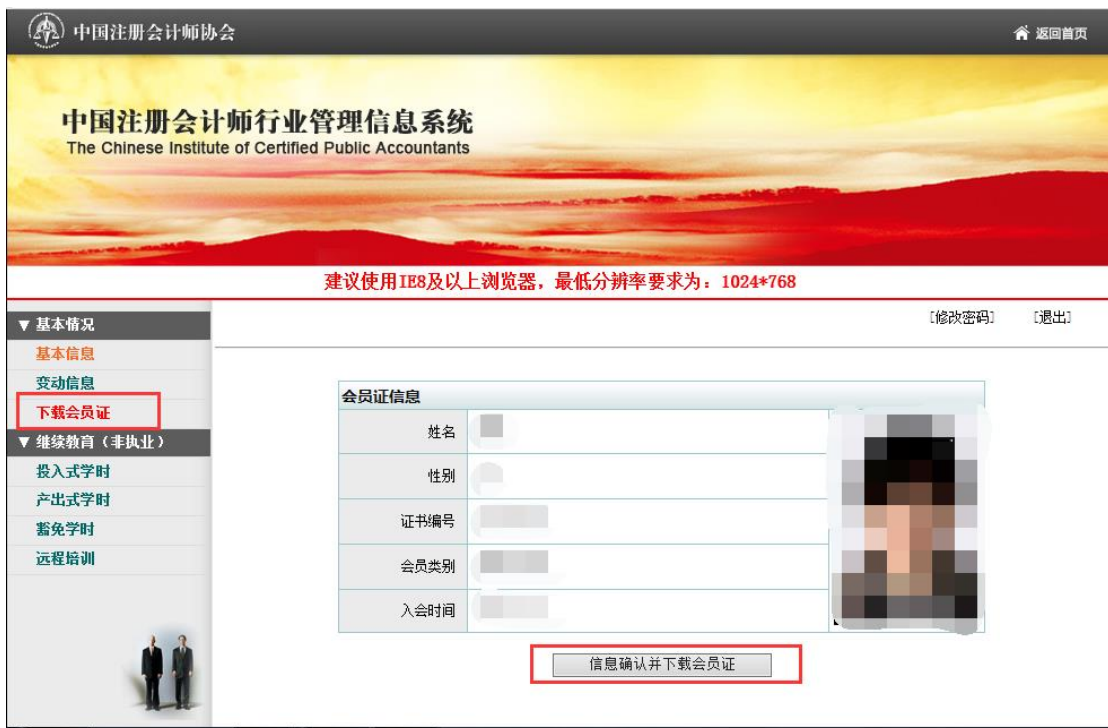 中国注册会计师协会
返回首页
中国注册会计师行业管理信息系统
The Chinese Institute of Certified Public Accountants
建议使用IE8及以上浏览器，最低分辨率要求为：1024*768
[修改密码] [退出]
▼ 基本情况
基本信息
变动信息
下载会员证
▼ 继续教育（非执业）
投入式学时
产出式学时
豁免学时
远程培训
会员证信息
姓名
性别
证书编号
会员类别
入会时间
信息确认并下载会员证